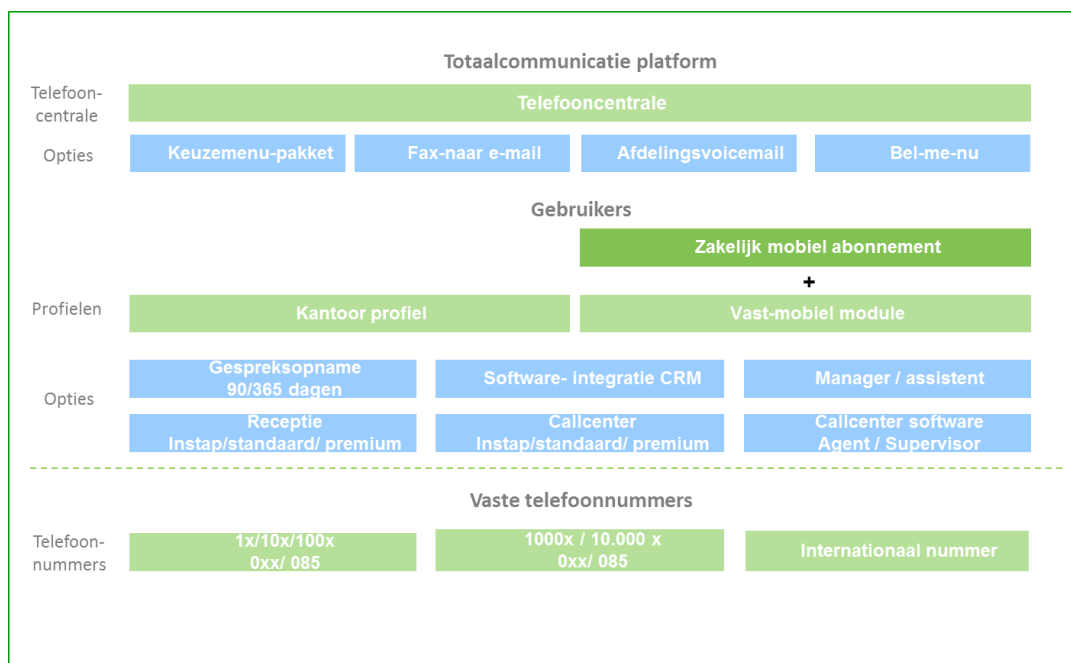 Totaalcommunicatie platform
Telefoon-
centrale
Telefooncentrale
Opties
Keuzemenu-pakket
Fax-naar e-mail
Afdelingsvoicemail
Bel-me-nu
Gebruikers
Zakelijk mobiel abonnement
+
Profielen
Kantoor profiel
Vast-mobiel module
Opties
Gespreksopname
90/365 dagen
Software- integratie CRM
Manager / assistent
Receptie
Instap/standaard/ premium
Callcenter
Instap/standaard/ premium
Callcenter software
Agent / Supervisor
Vaste telefoonnummers
Telefoon-
nummers
1x/10x/100x
0xx/ 085
1000x / 10.000 x
0xx/ 085
Internationaal nummer